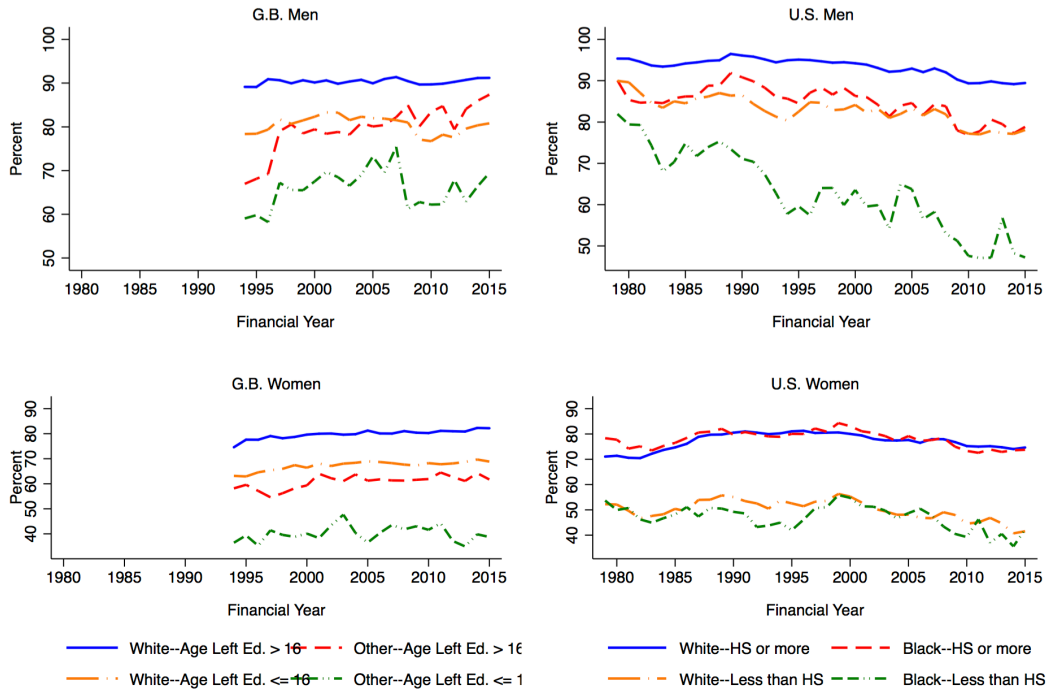 G.B. Men
Percent
100
90
80
70
60
50
1980 1985 1990 1995 2000 2005 2010 2015
Financial Year
U.S. Men
Percent
100
90
80
70
60
50
1980 1985 1990 1995 2000 2005 2010 2015
Financial Year
G.B. Women
Percent
90
80
70
60
50
40
1980 1985 1990 1995 2000 2005 2010 2015
Financial Year
White--Age Left Ed. > 16 Other--Age Left Ed. > 16
White--Age Left Ed. <= 16 Other--Age Left Ed. <= 1
U.S. Women
Percent
90
80
70
60
50
40
1980 1985 1990 1995 2000 2005 2010 2015
Financial Year
White--HS or more Black--HS or more
White--Less than HS Black--Less than HS